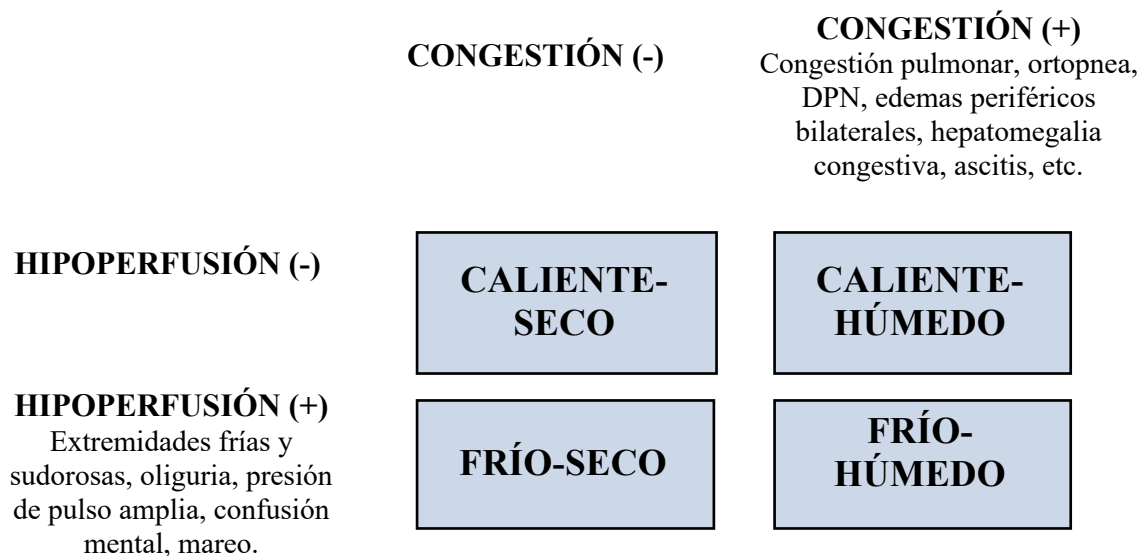 CONGESTIÓN (-)
CONGESTIÓN (+)
Congestión pulmonar, ortopnea,
DPN, edemas periféricos
bilaterales, hepatomegalia
congestiva, ascitis, etc.
HIPOPERFUSIÓN (-)
CALIENTE-
SECO
CALIENTE-
HÚMEDO
HIPOPERFUSIÓN (+)
Extremidades frías y
sudorosas, oliguria, presión
de pulso amplia, confusión
mental, mareo.
FRÍO-SECO
FRÍO-
HÚMEDO